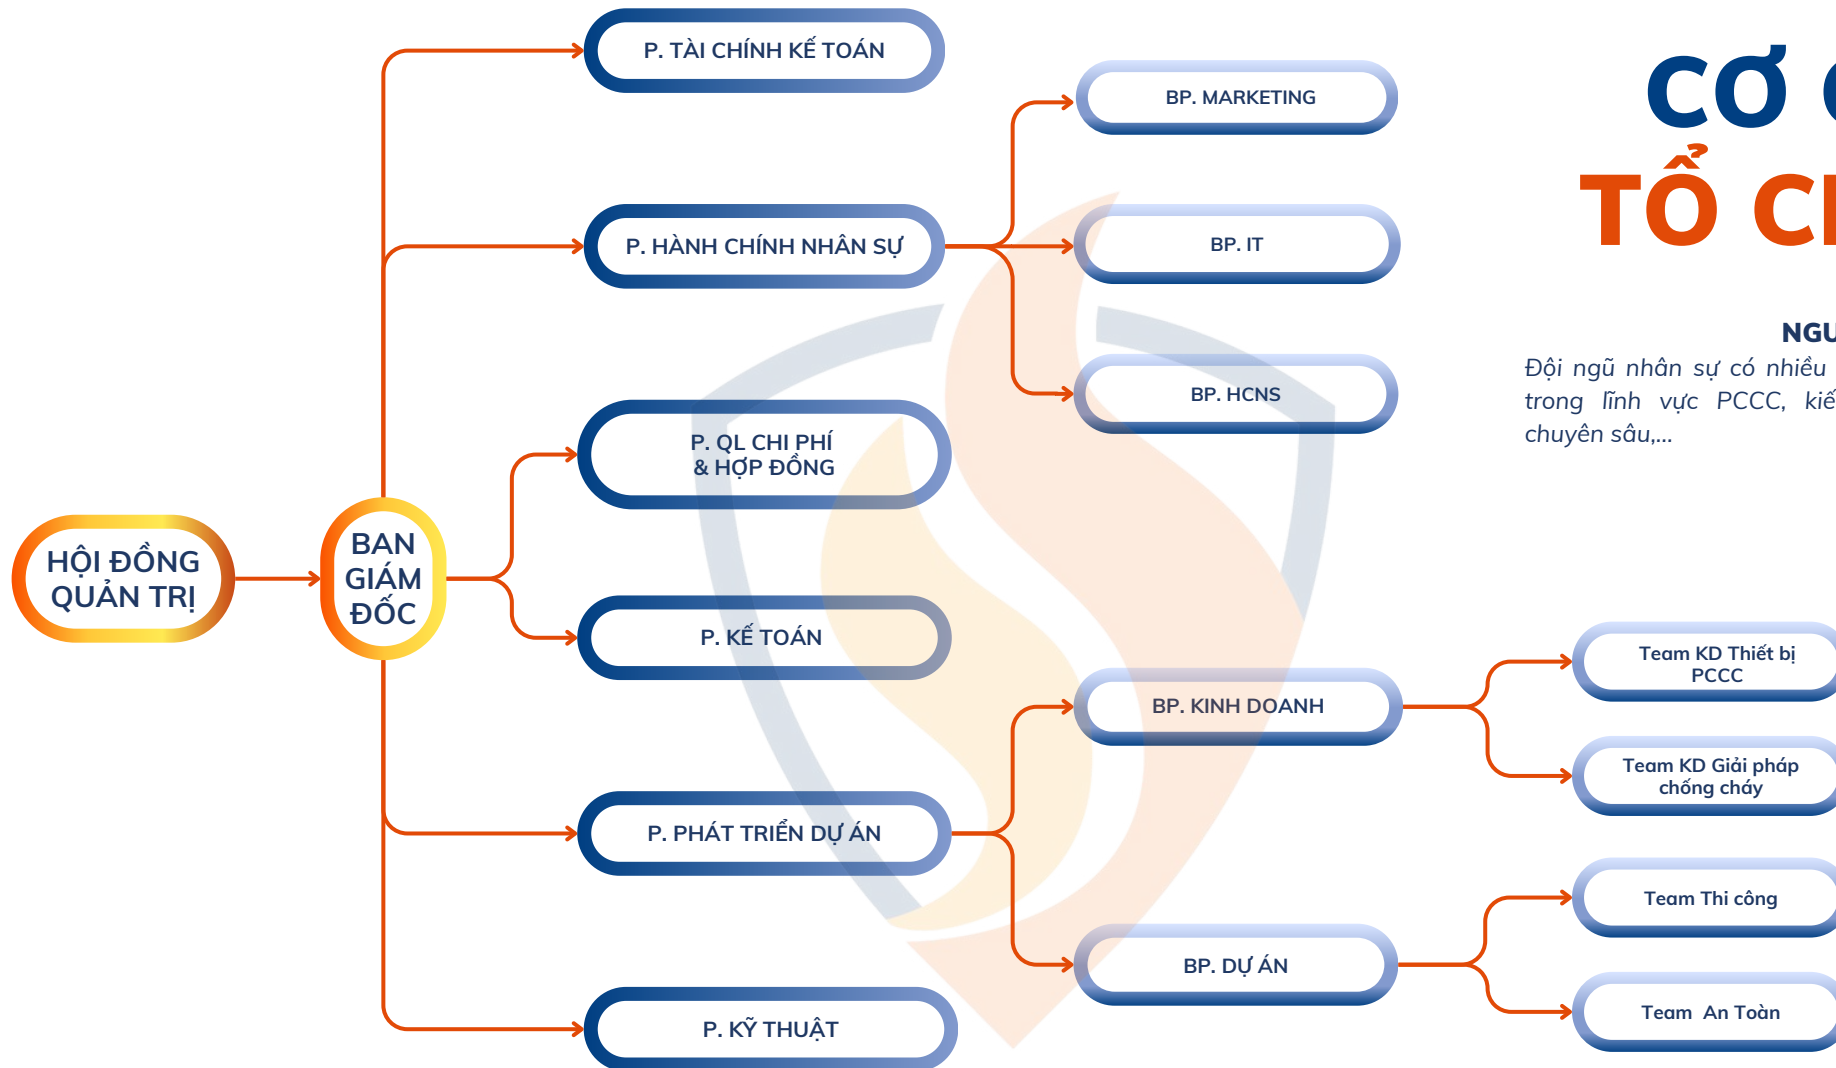 P. TÀI CHÍNH KẾ TOÁN
BP. MARKETING
CƠ
P. HÀNH CHÍNH NHÂN SỰ
BP. IT
TỔ
BP. HCNS
Đội ngũ nhân sự có nhiều
trong lĩnh vực PCCC,
chuyên sâu,...
P. QL CHI PHÍ
& HỢP ĐỒNG
HỘI ĐỒNG
QUẢN TRỊ
BAN
GIÁM
ĐỐC
P. KẾ TOÁN
BP. KINH DOANH
Team KD Thiết bị
PCCC
Team KD Giải pháp
chống cháy
P. PHÁT TRIỂN DỰ ÁN
Team Thi công
BP. DỰ ÁN
Team An Toàn
P. KỸ THUẬT